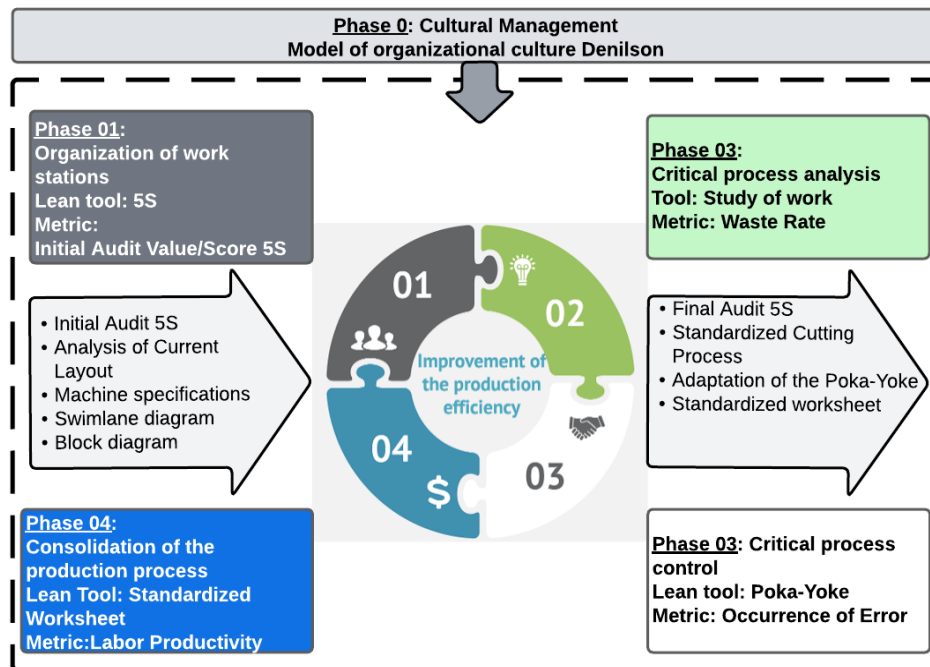 Phase 0: Cultural Management
Model of organizational culture Denilson
Phase 01:
Organization of work
stations
Lean tool: 5S
Metric:
Initial Audit Value/Score 5S
Phase 03:
Critical process analysis
Tool: Study of work
Metric: Waste Rate
• Initial Audit 5S
• Analysis of Current
Layout
• Machine specifications
• Swimlane diagram
• Block diagram
01
02
Improvement of
the production
efficiency
04
03
$
• Final Audit 5S
• Standardized Cutting
Process
• Adaptation of the Poka-Yoke
• Standardized worksheet
Phase 04:
Consolidation of the
production process
Lean Tool: Standardized
Worksheet
Metric:Labor Productivity
Phase 03: Critical process
control
Lean tool: Poka-Yoke
Metric: Occurrence of Error